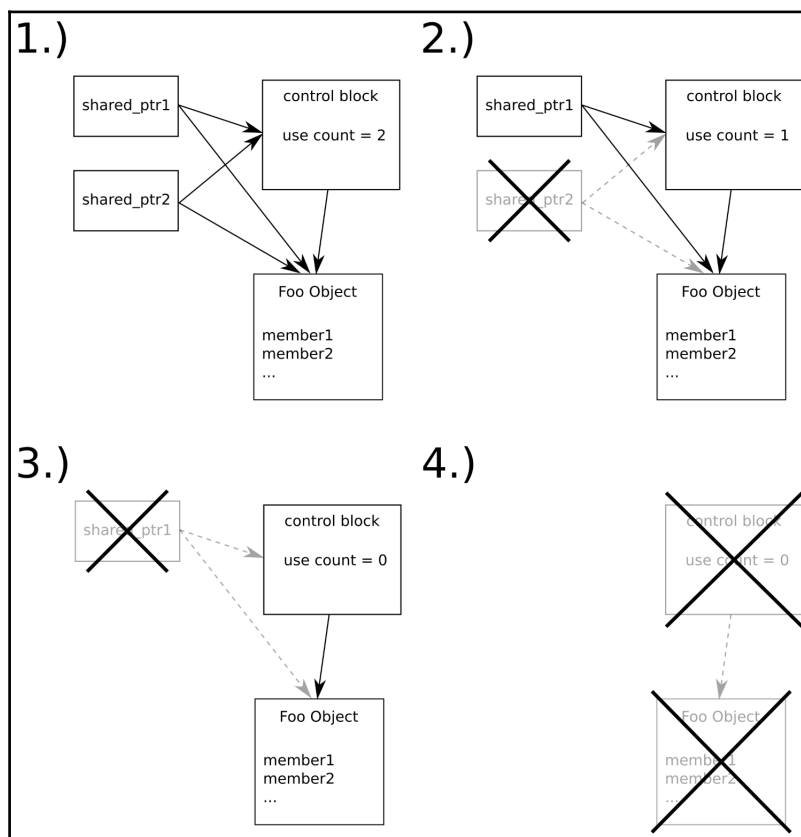 1.)
shared_ptr1
shared_ptr2
control block
use count = 2
Foo Object
member1
member2
...
2.)
shared_ptr1
shared_ptr2
control block
use count = 1
Foo Object
member1
member2
...
3.)
shared_ptr1
control block
use count = 0
Foo Object
member1
member2
...
4.)
control block
use count = 0
Foo Object
member1
member2
...